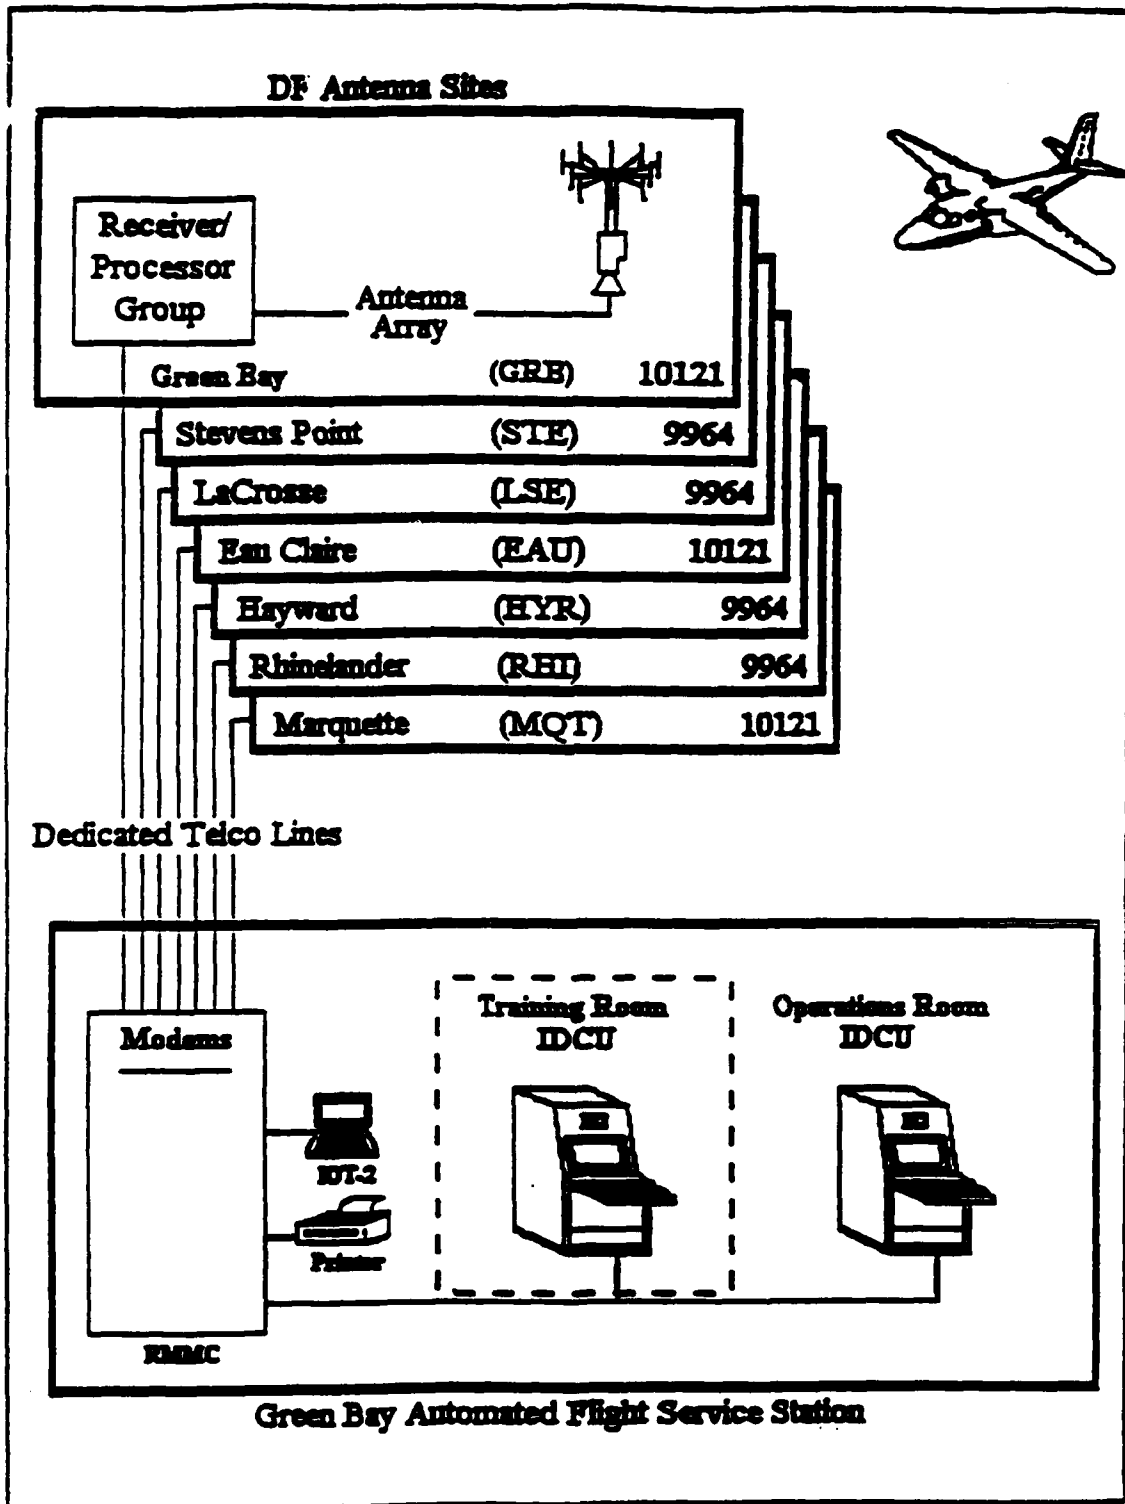 DF Antenna Sites
Receiver/
Processor
Group
Antenna
Array
Green Bay (GRB) 10121
Stevens Point (STE) 9964
LaCrosse (LSE) 9964
Eau Claire (EAU) 10121
Hayward (HYR) 9964
Rhinelander (RHI) 9964
Marquette (MQT) 10121
Dedicated Telco Lines
Modems
Training Room
IDCU
Operations Room
IDCU
IOT-2
Printer
RMMC
Green Bay Automated Flight Service Station